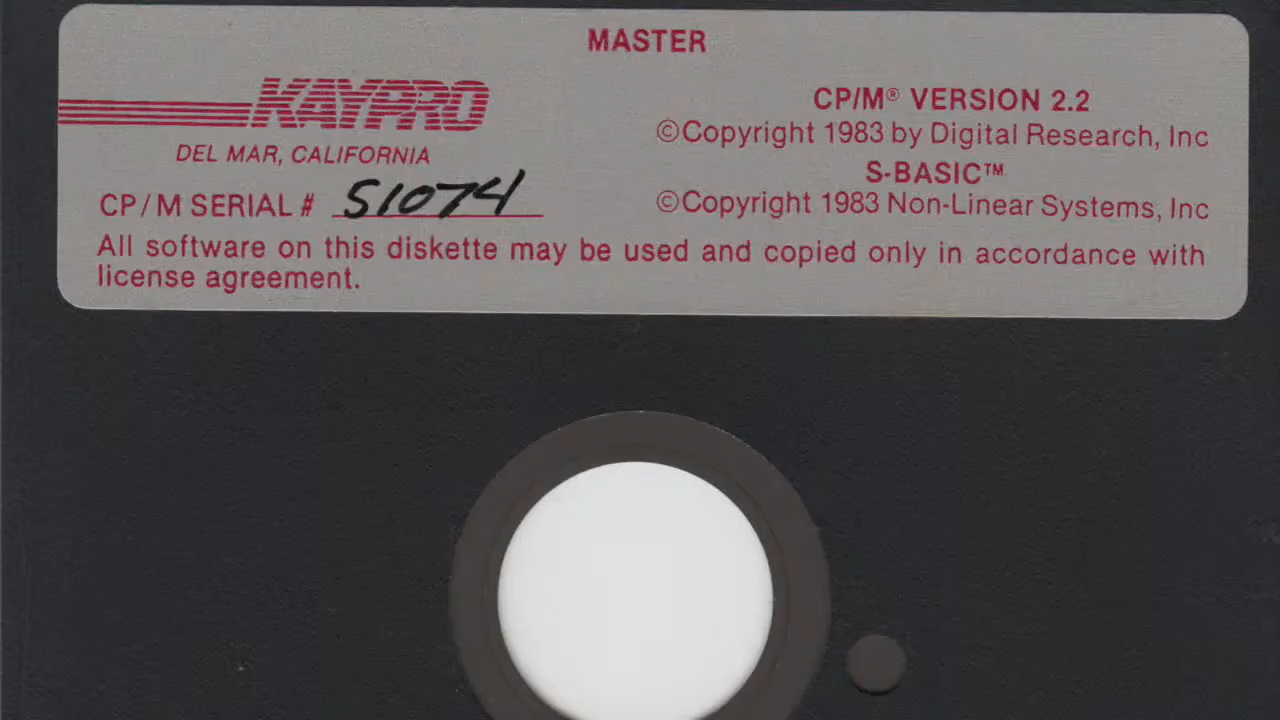 MASTER
KAYPRO
DEL MAR, CALIFORNIA
CP/M SERIAL # 51074
CP/M® VERSION 2.2
©Copyright 1983 by Digital Research, Inc
S-BASIC™
©Copyright 1983 Non-Linear Systems, Inc
All software on this diskette may be used and copied only in accordance with
license agreement.